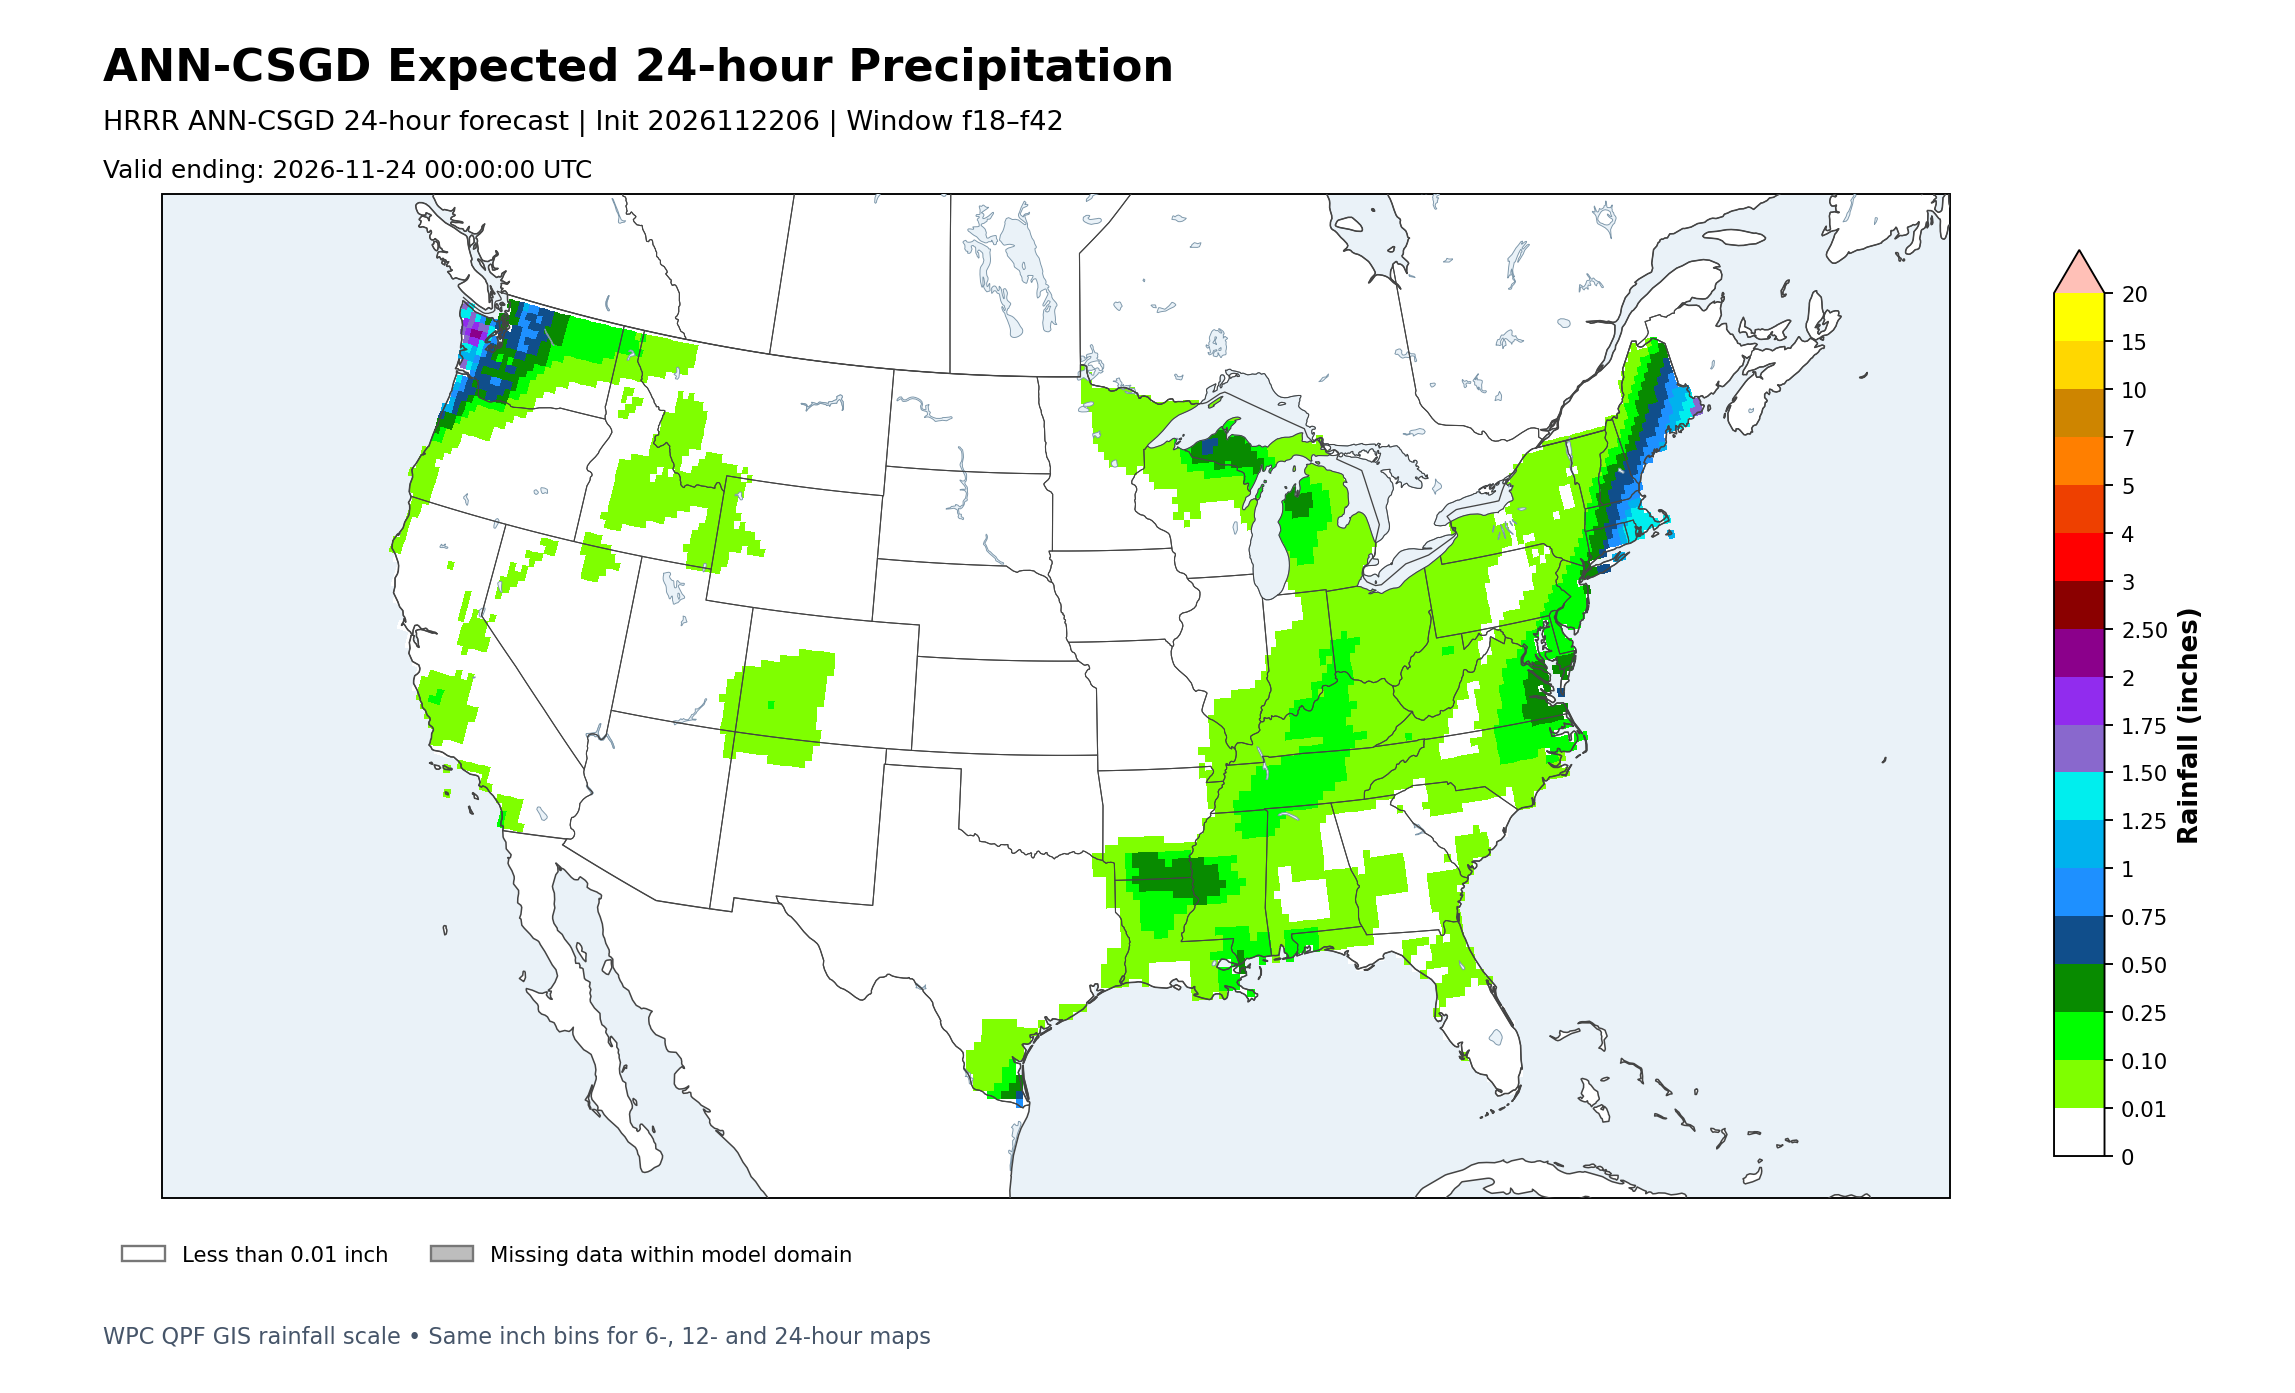 ANN-CSGD Expected 24-hour Precipitation
HRRR ANN-CSGD 24-hour forecast | Init 2026112206 | Window f18–f42
Valid ending: 2026-11-24 00:00:00 UTC
20
15
10
7
5
4
3
2.50
2
1.75
1.50
1.25
1
0.75
0.50
0.25
0.10
0.01
0
Rainfall (inches)
Less than 0.01 inch
Missing data within model domain
WPC QPF GIS rainfall scale • Same inch bins for 6-, 12- and 24-hour maps